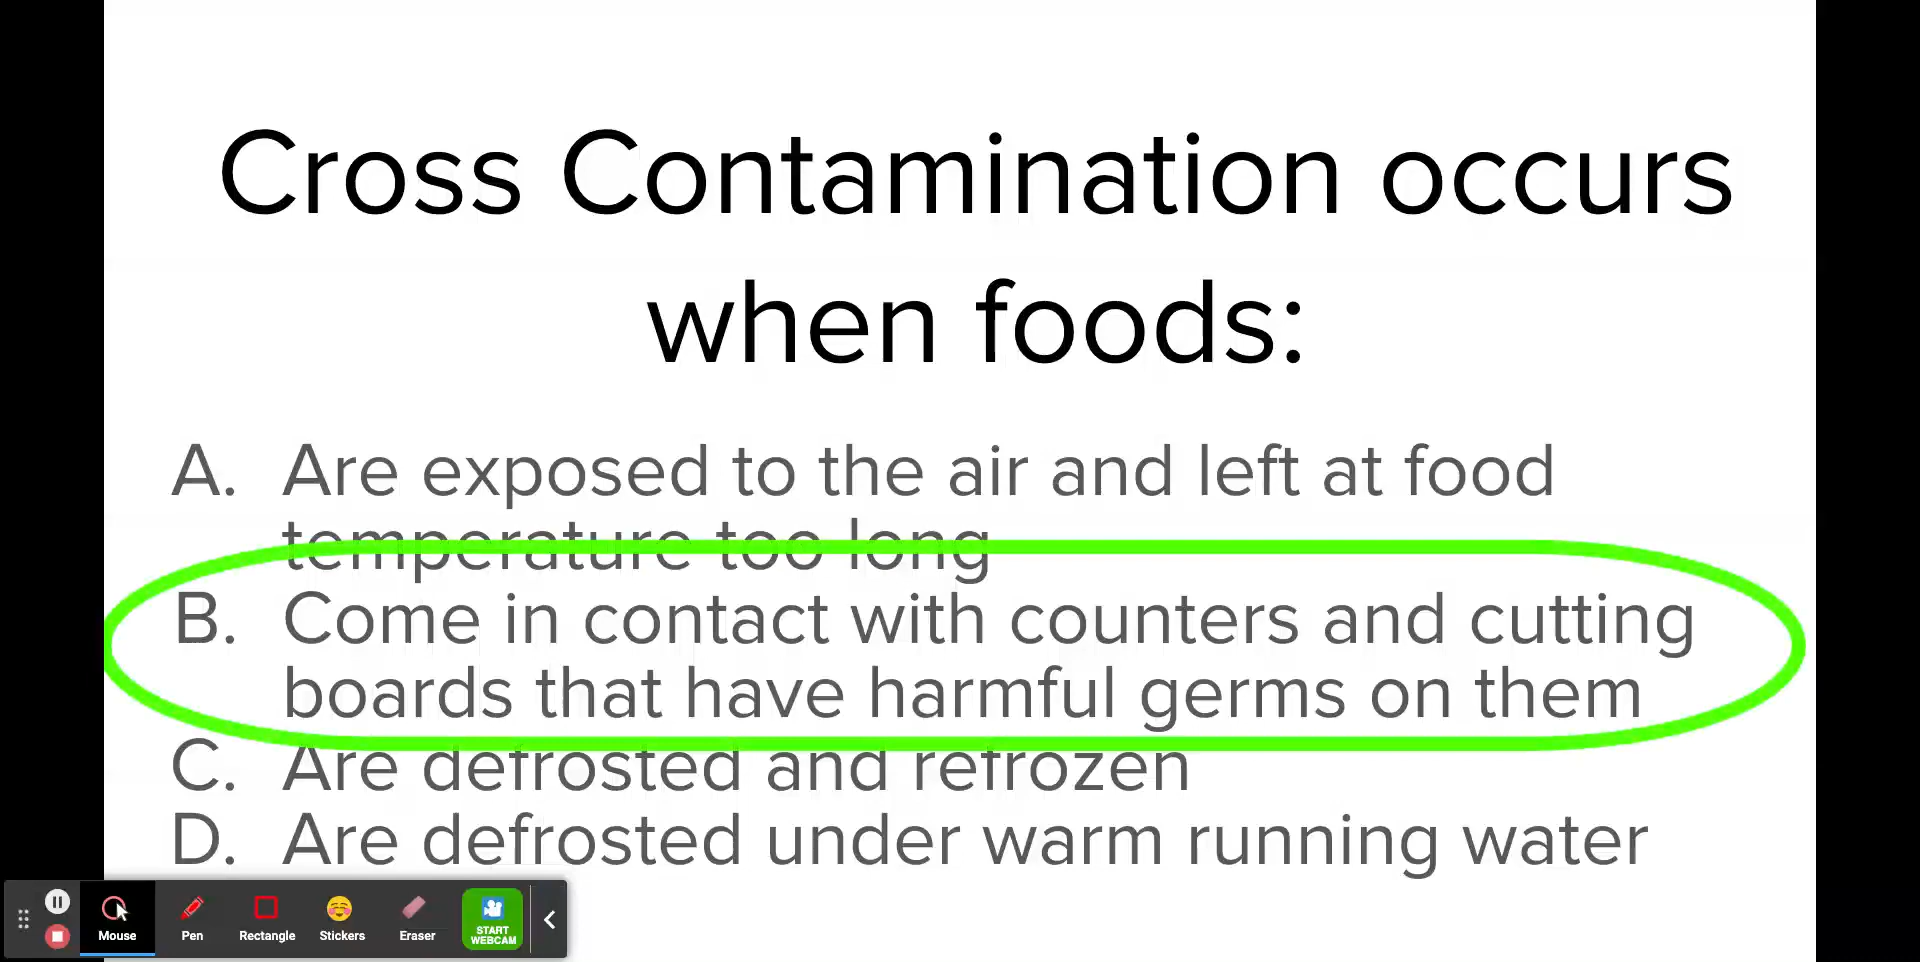 Cross Contamination occurs
when foods:
A. Are exposed to the air and left at food
temperature too long
B. Come in contact with counters and cutting
boards that have harmful germs on them
C. Are defrosted and refrozen
D. Are defrosted under warm running water
Mouse Pen Rectangle Stickers Eraser START
WEBCAM